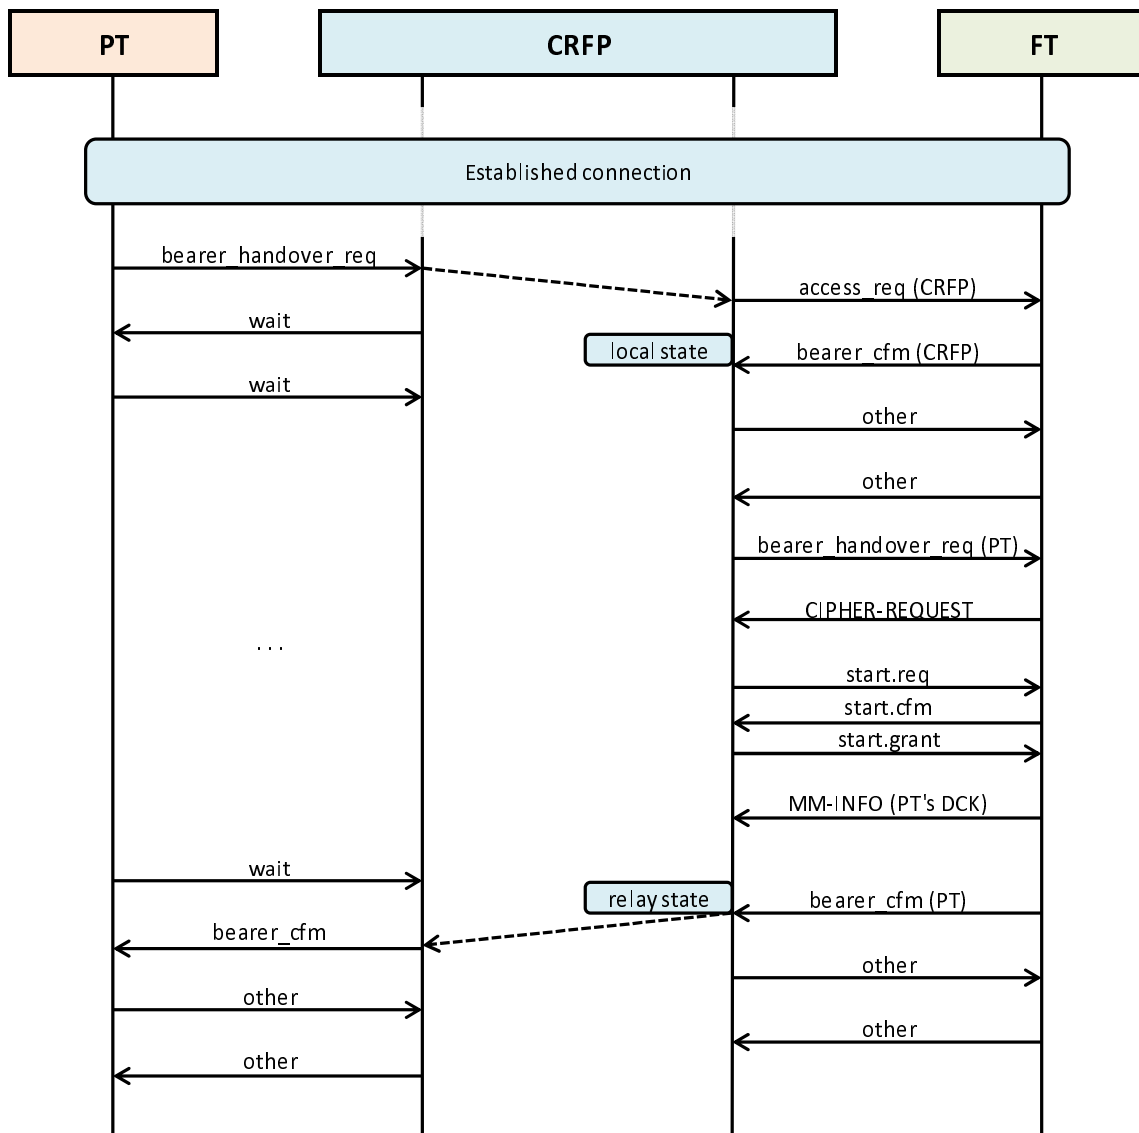 PT
CRFP
FT
Established connection
bearer_handover_req
access_req (CRFP)
wait
local state
bearer_cfm (CRFP)
wait
other
other
bearer_handover_req (PT)
CIPHER-REQUEST
. . .
start.req
start.cfm
start.grant
MM-INFO (PT's DCK)
wait
relay state
bearer_cfm (PT)
bearer_cfm
other
other
other
other